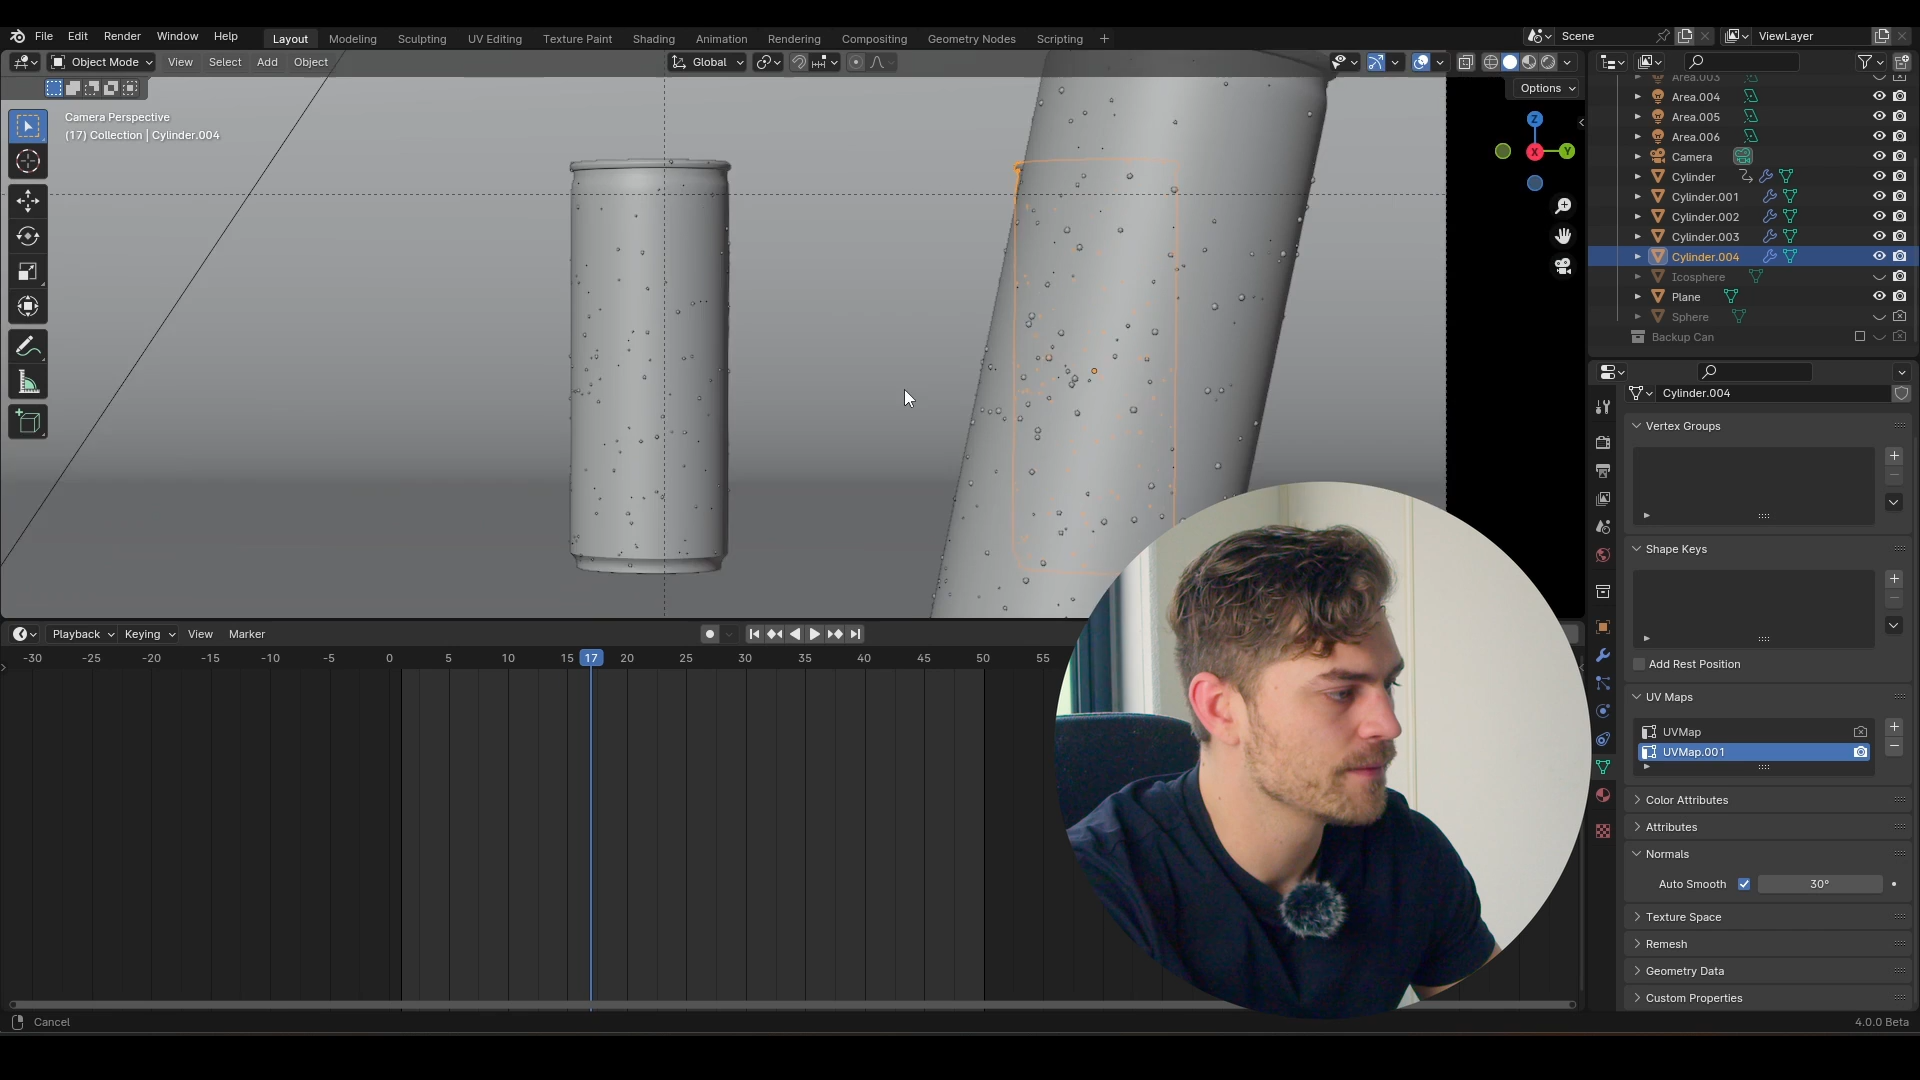 File Edit Render Window Help
Layout Modeling Sculpting UV Editing Texture Paint Shading Animation Rendering Compositing Geometry Nodes Scripting +
Scene
ViewLayer
Object Mode View Select Add Object
Global
Options
Camera Perspective
(17) Collection | Cylinder.004
Z
X
Y
Area.003
Area.004
Area.005
Area.006
Camera
Cylinder
Cylinder.001
Cylinder.002
Cylinder.003
Cylinder.004
Icosphere
Plane
Sphere
Backup Can
Cylinder.004
Vertex Groups
Shape Keys
Add Rest Position
UV Maps
UVMap
UVMap.001
Color Attributes
Attributes
Normals
Auto Smooth 30°
Texture Space
Remesh
Geometry Data
Custom Properties
Playback Keying View Marker
-30 -25 -20 -15 -10 -5 0 5 10 15 17 20 25 30 35 40 45 50 55
Cancel
4.0.0 Beta